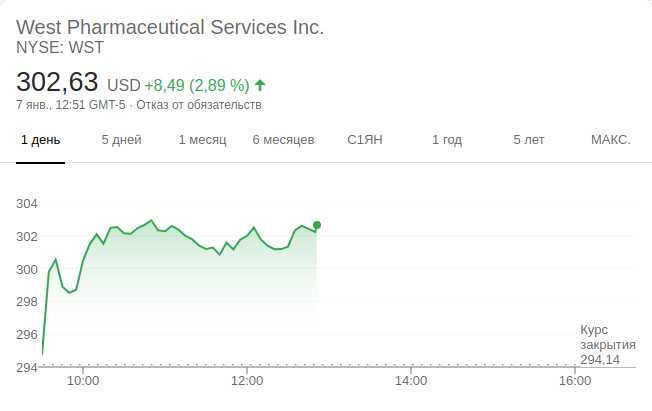 West Pharmaceutical Services Inc.
NYSE: WST
302,63 USD +8,49 (2,89 %)
7 янв., 12:51 GMT-5 · Отказ от обязательств
1 день 5 дней 1 месяц 6 месяцев С1ЯН 1 год 5 лет МАКС.
304
302
300
298
296
294
Курс
закрытия
294,14
10:00 12:00 14:00 16:00